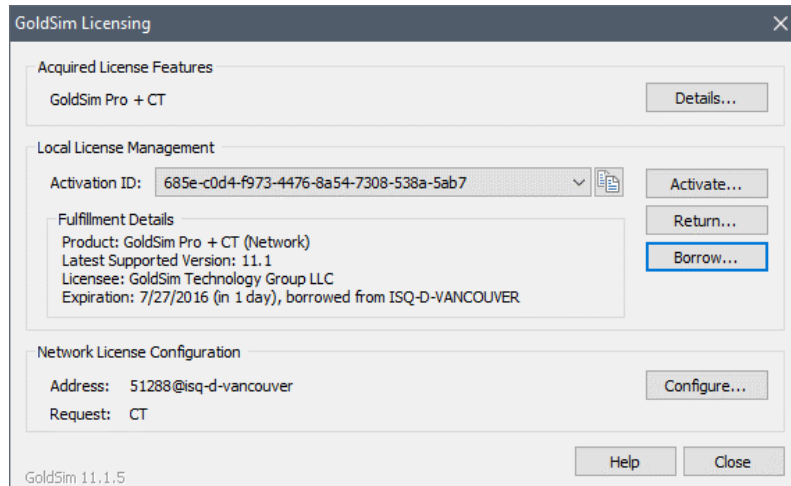 GoldSim Licensing
Acquired License Features
GoldSim Pro + CT
Details...
Local License Management
Activation ID: 685e-c0d4-f973-4476-8a54-7308-538a-5ab7
Activate...
Fulfillment Details
Return...
Product: GoldSim Pro + CT (Network)
Latest Supported Version: 11.1
Borrow...
Licensee: GoldSim Technology Group LLC
Expiration: 7/27/2016 (in 1 day), borrowed from ISQ-D-VANCOUVER
Network License Configuration
Address: 51288@isq-d-vancouver
Configure...
Request: CT
Help
Close
GoldSim 11.1.5